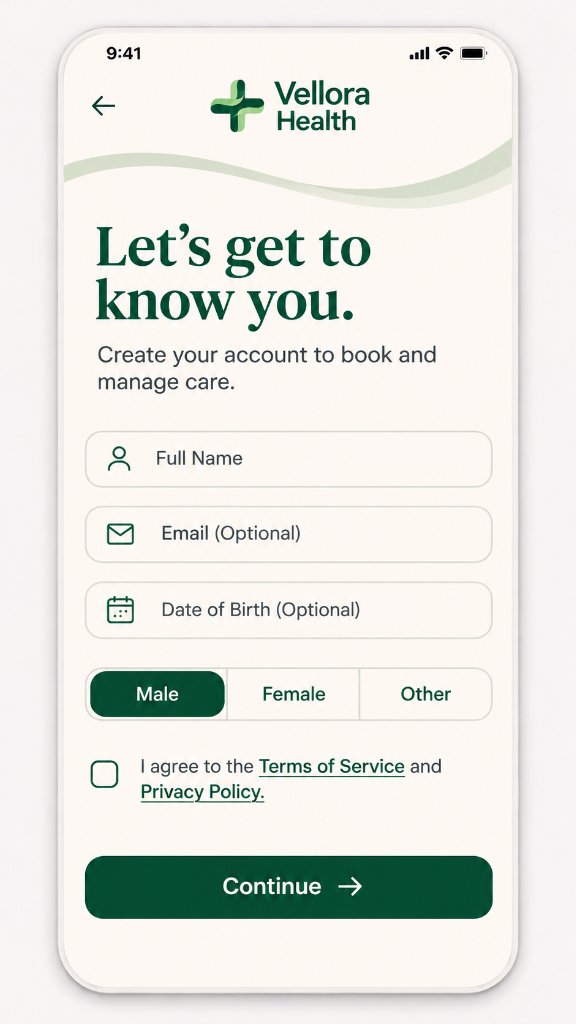 9:41
Vellora
Health
Let’s get to
know you.
Create your account to book and
manage care.
Full Name
Email (Optional)
Date of Birth (Optional)
Male
Female
Other
I agree to the Terms of Service and
Privacy Policy.
Continue →